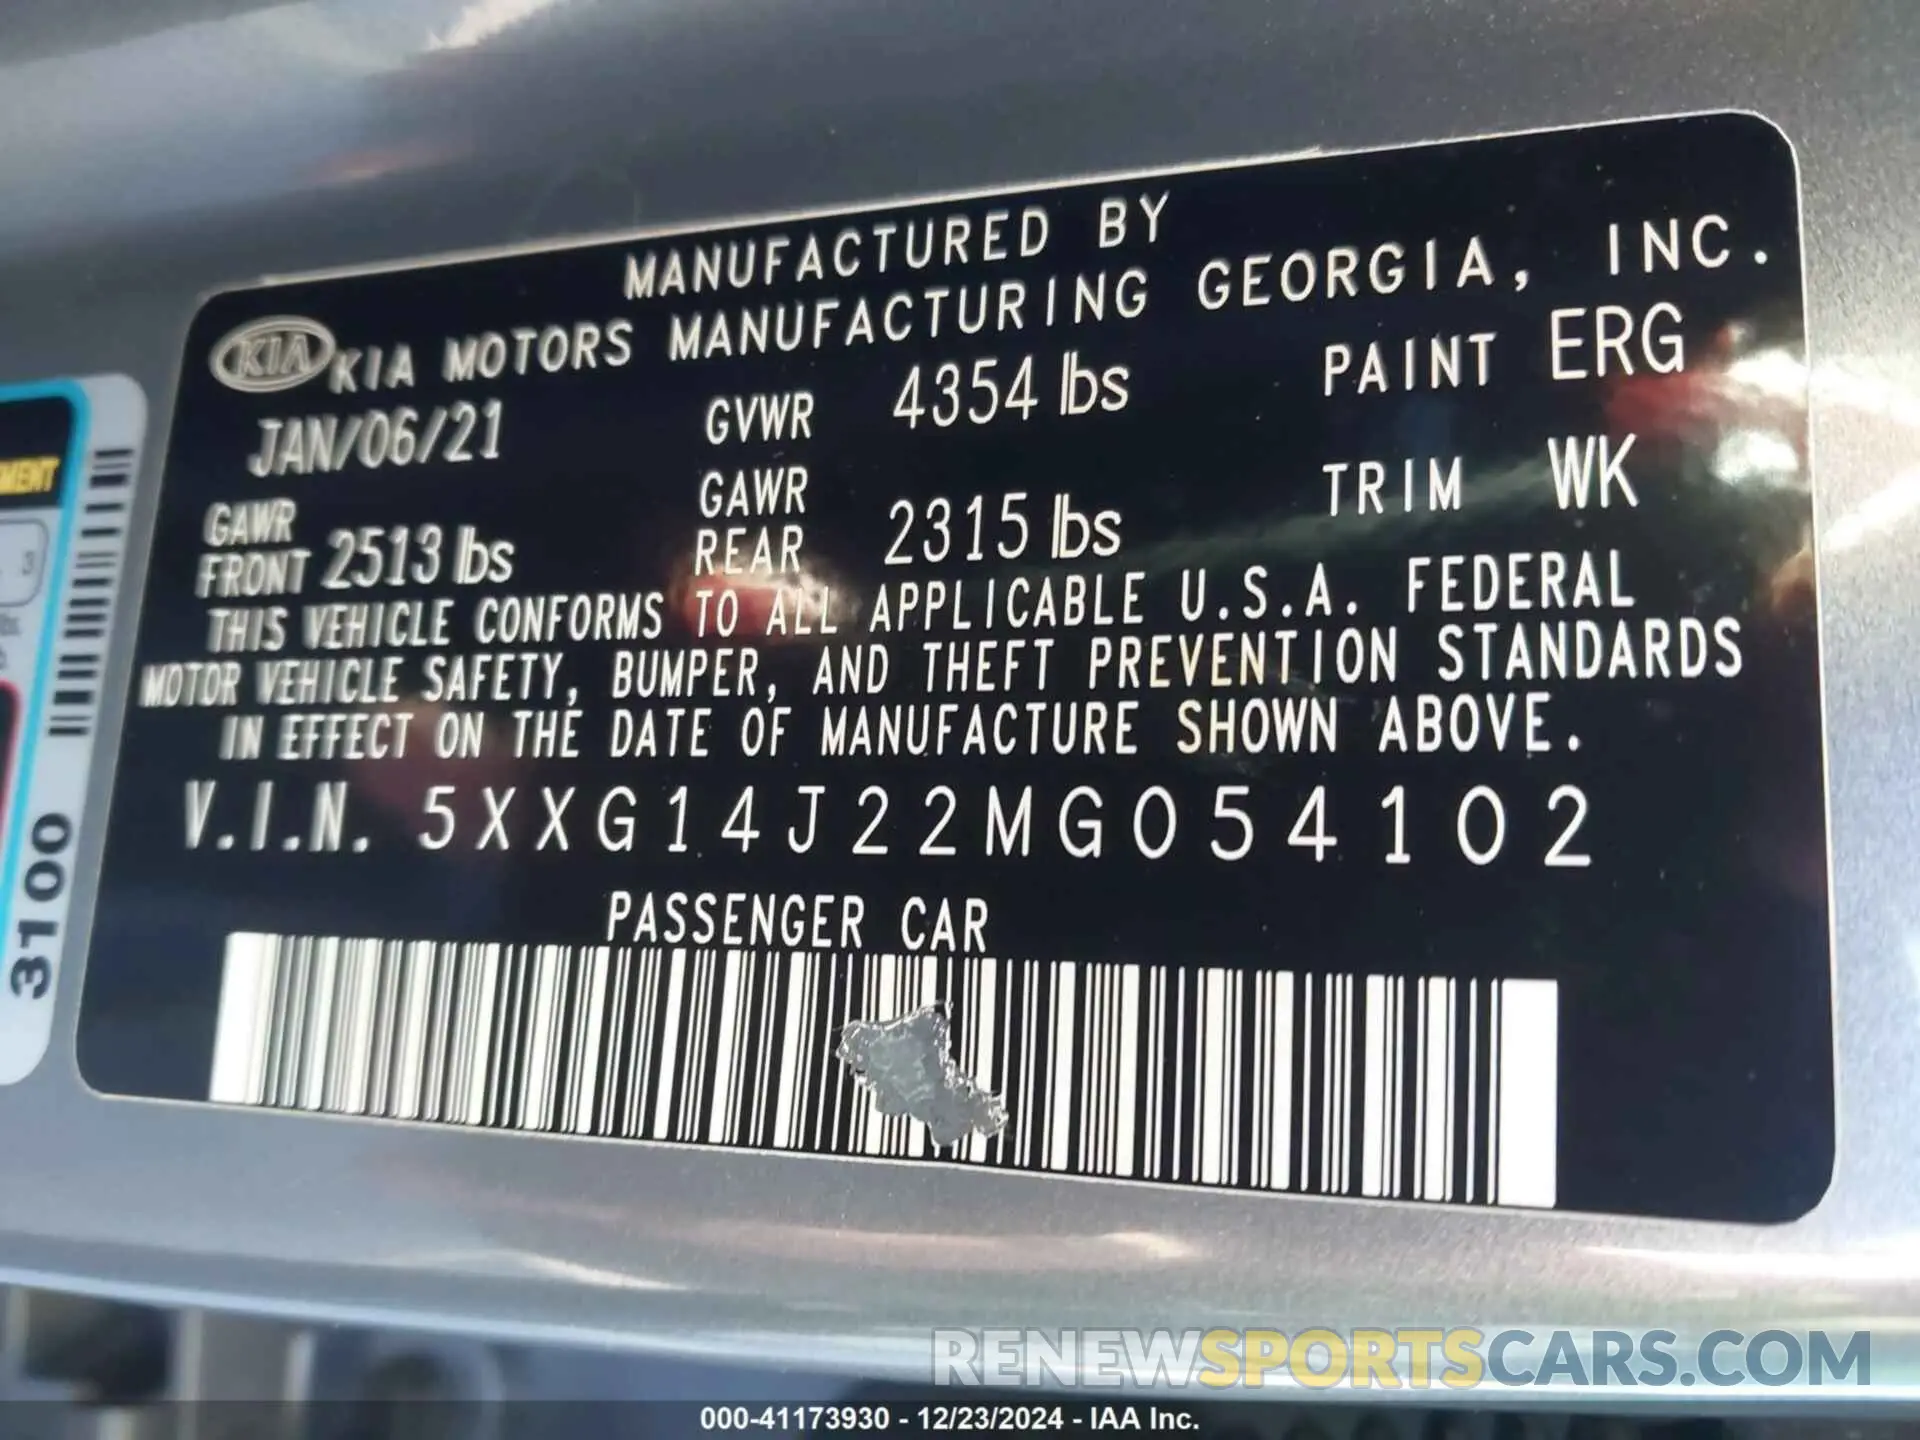 MANUFACTURED BY
KIA KIA MOTORS MANUFACTURING GEORGIA, INC.
JAN/06/21 GVWR 4354 lbs PAINT ERG
GAWR FRONT 2513 lbs GAWR REAR 2315 lbs TRIM WK
THIS VEHICLE CONFORMS TO ALL APPLICABLE U.S.A. FEDERAL
MOTOR VEHICLE SAFETY, BUMPER, AND THEFT PREVENTION STANDARDS
IN EFFECT ON THE DATE OF MANUFACTURE SHOWN ABOVE.
V.I.N. 5XXG14J22MG054102
PASSENGER CAR
3100
RENEWSPORTSCARS.COM
000-41173930 - 12/23/2024 - IAA Inc.